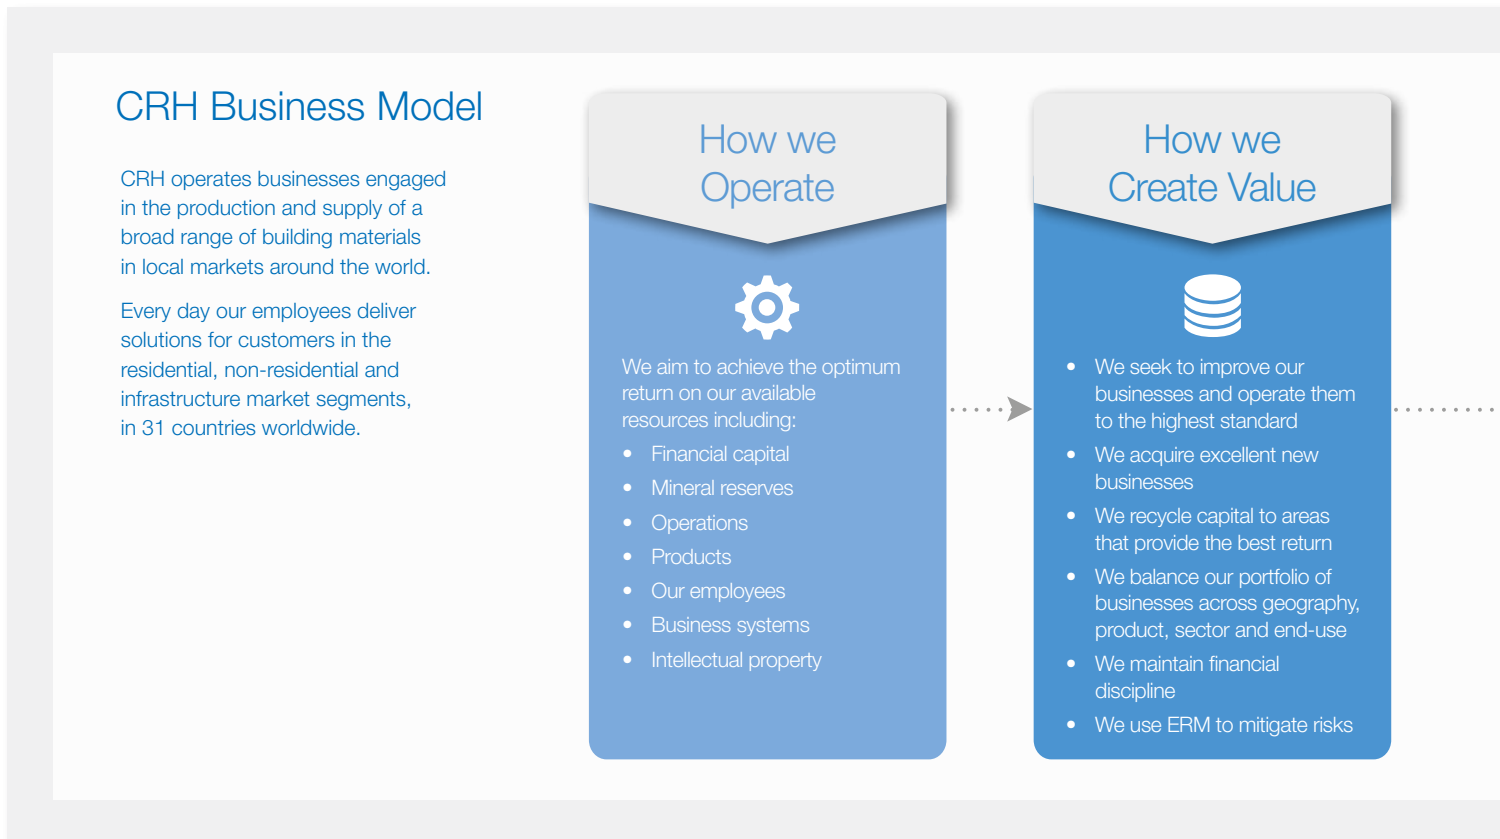 CRH Business Model
CRH operates businesses engaged
in the production and supply of a
broad range of building materials
in local markets around the world.
Every day our employees deliver
solutions for customers in the
residential, non-residential and
infrastructure market segments,
in 31 countries worldwide.
How we
Operate
We aim to achieve the optimum
return on our available
resources including:
• Financial capital
• Mineral reserves
• Operations
• Products
• Our employees
• Business systems
• Intellectual property
How we
Create Value
• We seek to improve our
businesses and operate them
to the highest standard
• We acquire excellent new
businesses
• We recycle capital to areas
that provide the best return
• We balance our portfolio of
businesses across geography,
product, sector and end-use
• We maintain financial
discipline
• We use ERM to mitigate risks